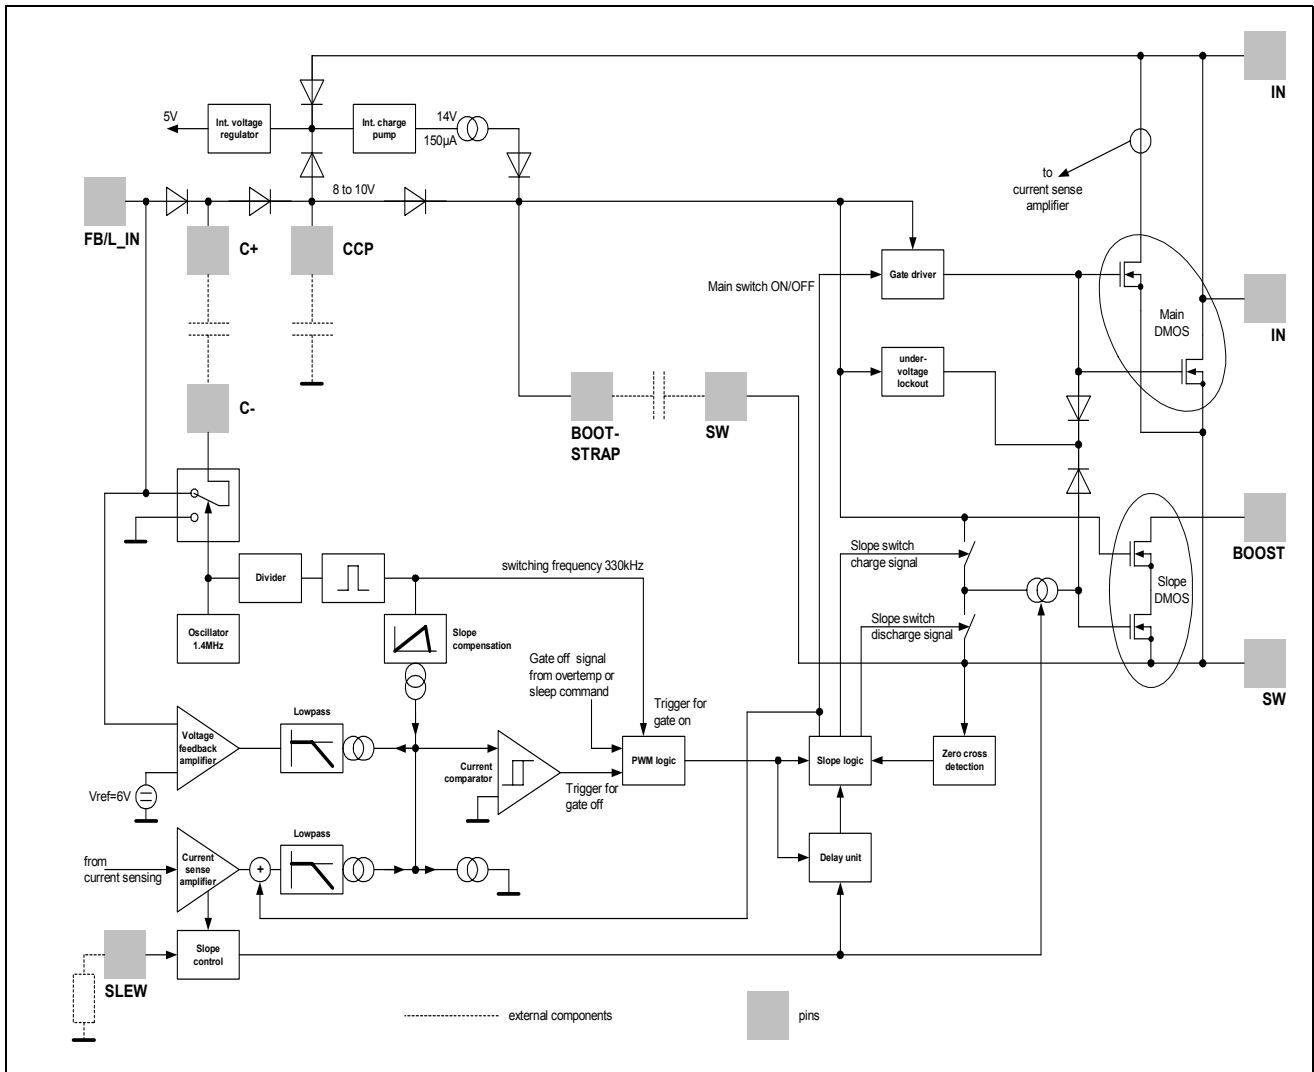 IN
5V
Int. voltage
regulator
Int. charge
pump
14V
150µA
to
current sense
amplifier
8 to 10V
FB/L_IN
C+
CCP
Main switch ON/OFF
Gate driver
Main
DMOS
IN
under-
voltage
lockout
C-
BOOT-
STRAP
SW
BOOST
Slope switch
charge signal
switching frequency 330kHz
Divider
Slope
DMOS
Oscillator
1.4MHz
Slope
compensation
Slope switch
discharge signal
Gate off signal
from overtemp or
sleep command
SW
Trigger for
gate on
Lowpass
Voltage
feedback
amplifier
Current
comparator
PWM logic
Slope logic
Zero cross
detection
Vref=6V
Trigger for
gate off
Lowpass
from
current sensing
Current
sense
amplifier
+
Delay unit
Slope
control
SLEW
external components
pins